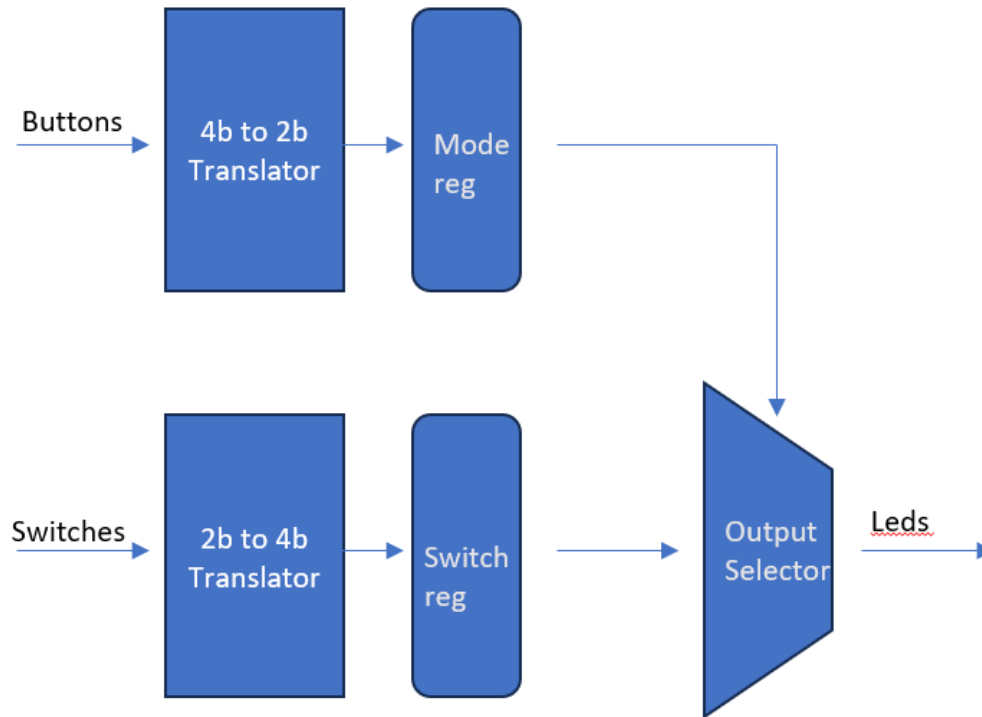 Buttons
4b to 2b
Translator
Mode
reg
Switches
2b to 4b
Translator
Switch
reg
Output
Selector
Leds